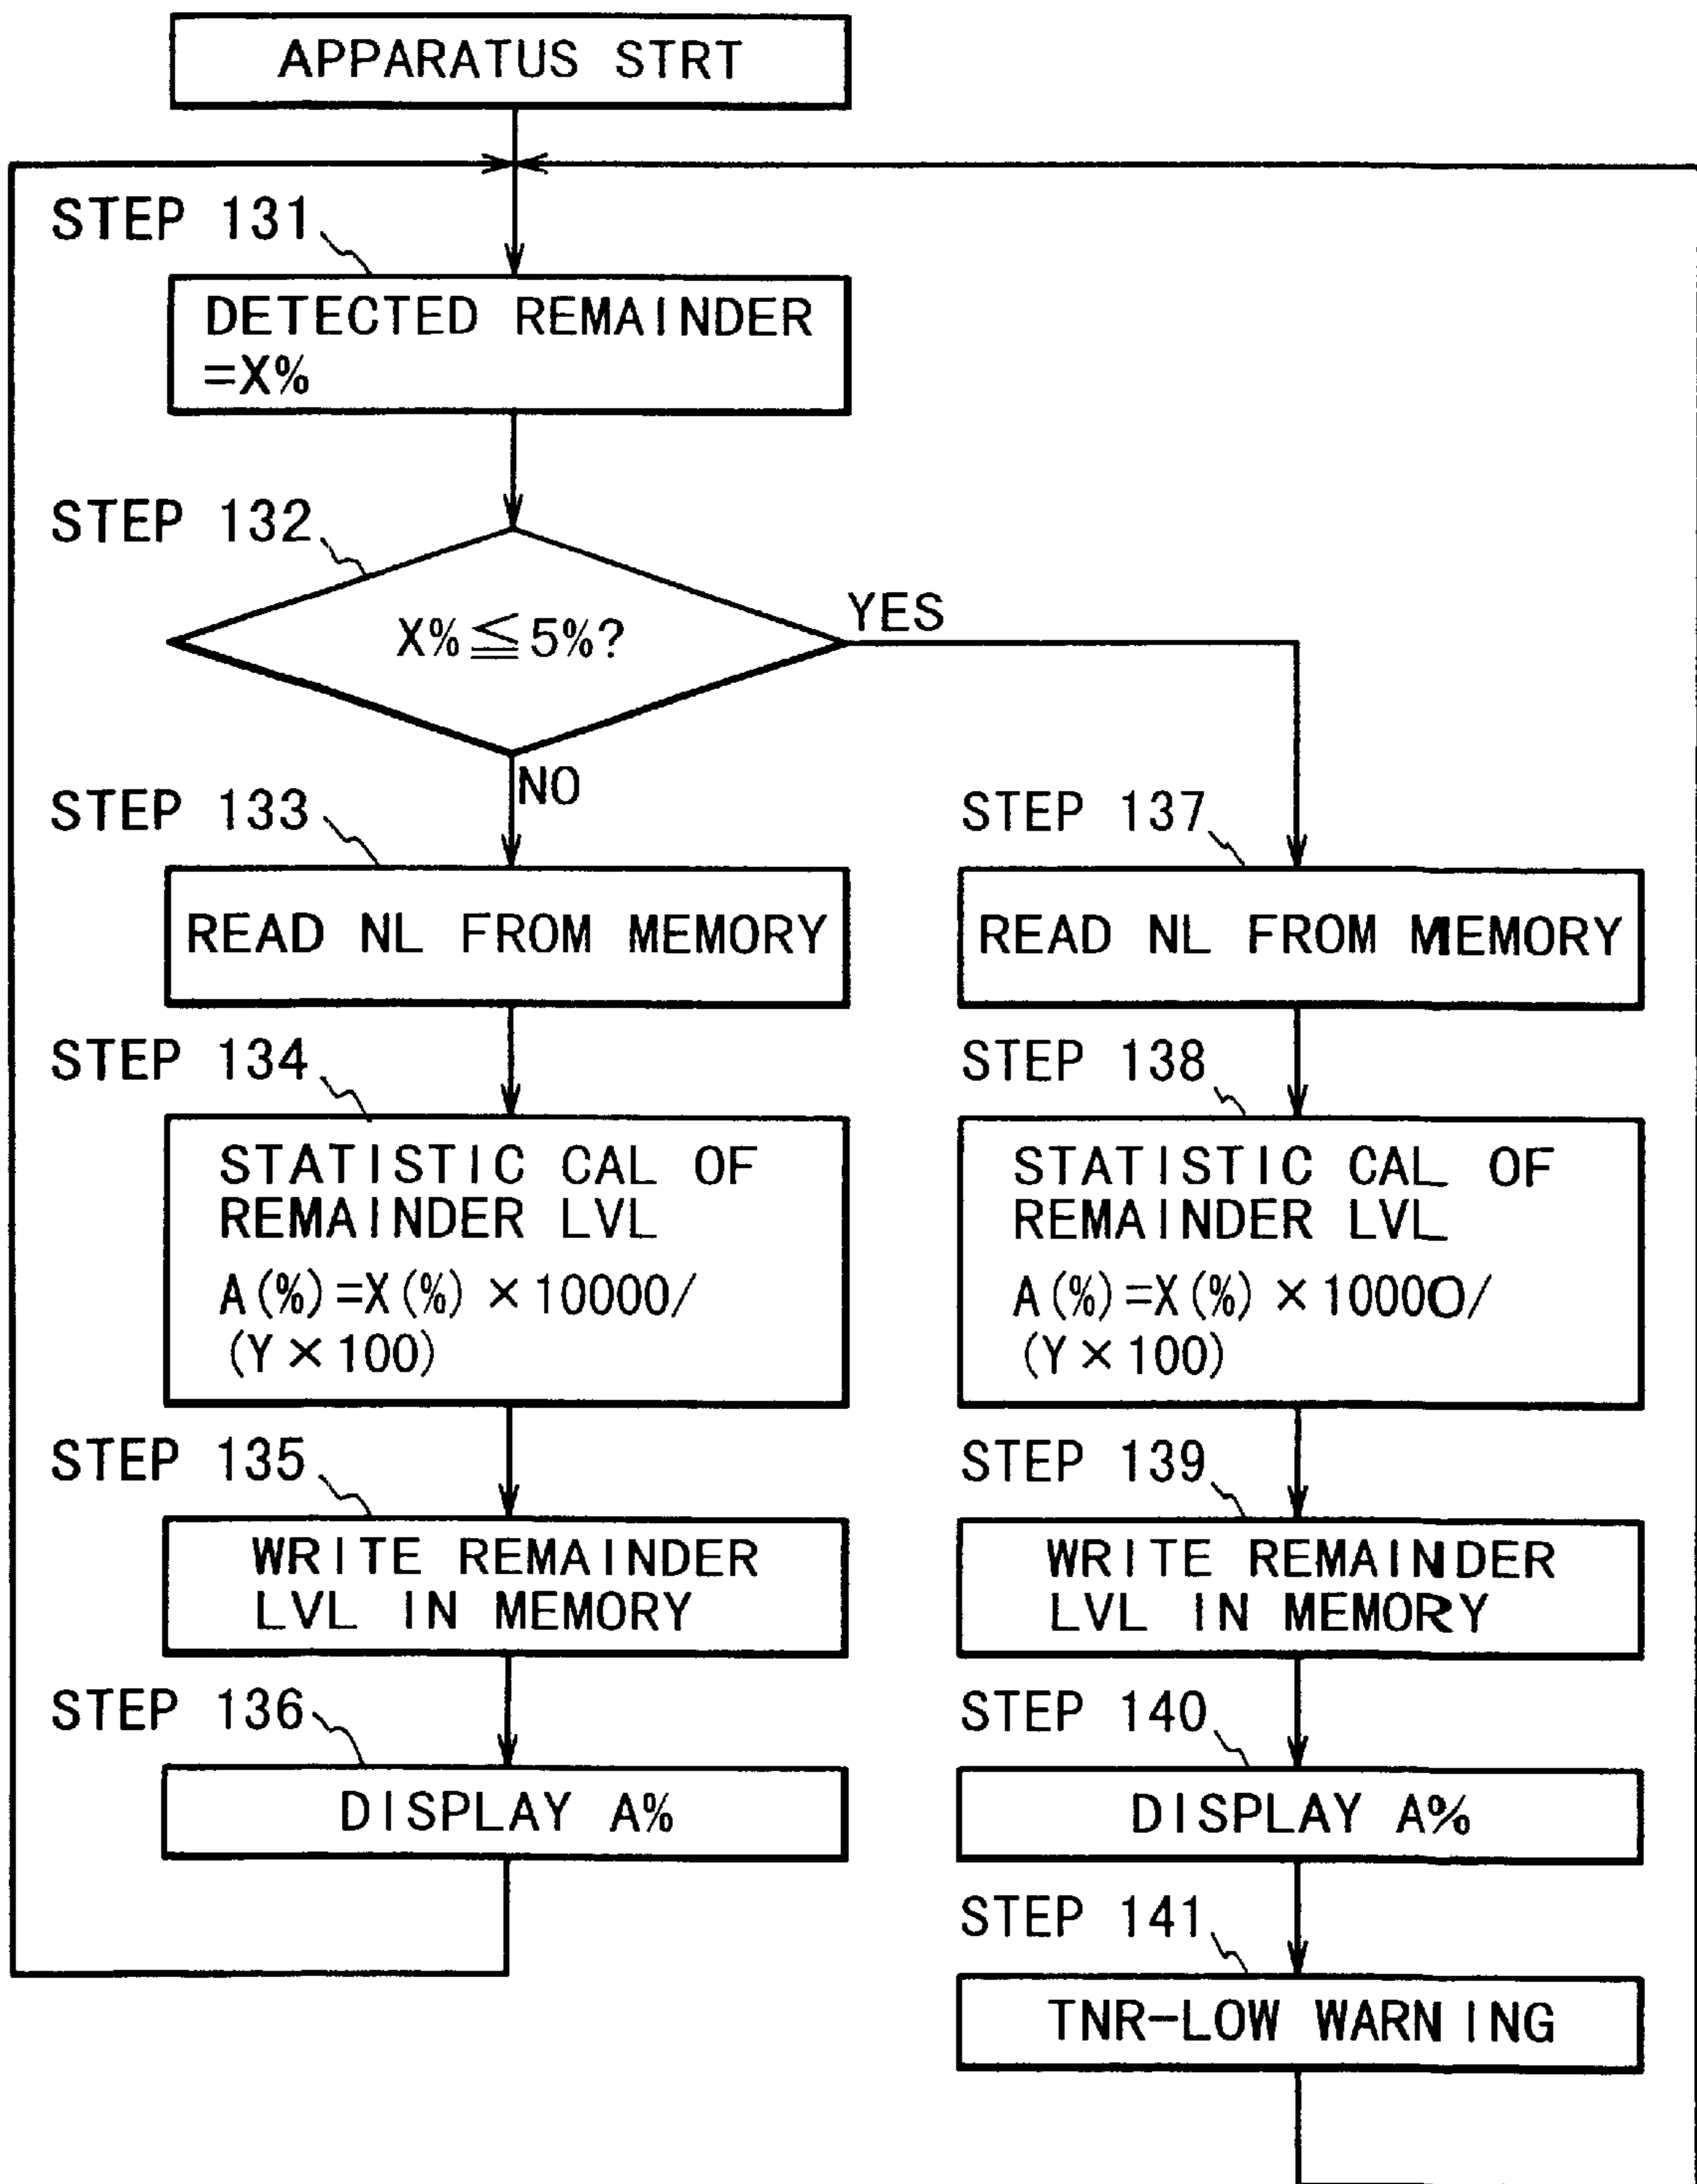 APPARATUS STRT
STEP 131
DETECTED REMAINDER
=X%
STEP 132
X%≦5%?
YES
NO
STEP 133
READ NL FROM MEMORY
STEP 134
STATISTIC CAL OF
REMAINDER LVL
A(%)=X(%)×10000/
(Y×100)
STEP 135
WRITE REMAINDER
LVL IN MEMORY
STEP 136
DISPLAY A%
STEP 137
READ NL FROM MEMORY
STEP 138
STATISTIC CAL OF
REMAINDER LVL
A(%)=X(%)×10000/
(Y×100)
STEP 139
WRITE REMAINDER
LVL IN MEMORY
STEP 140
DISPLAY A%
STEP 141
TNR-LOW WARNING